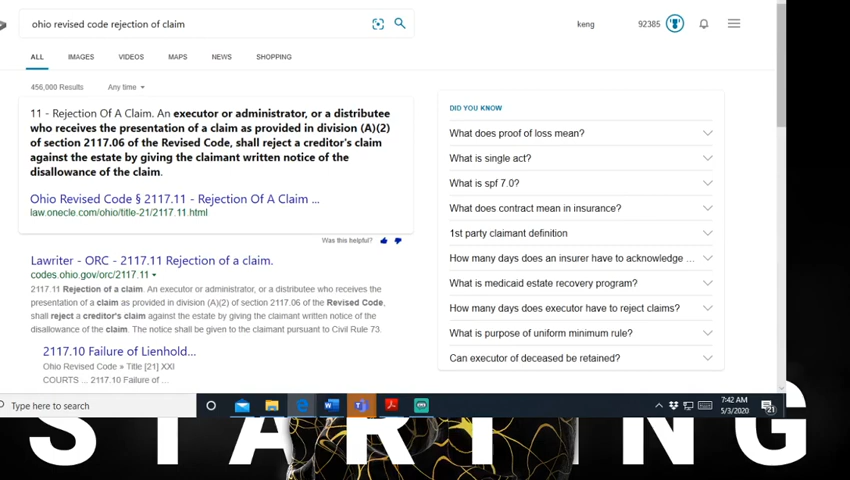 ohio revised code rejection of claim
keng
92385
ALL IMAGES VIDEOS MAPS NEWS SHOPPING
456,000 Results Any time
11 - Rejection Of A Claim. An executor or administrator, or a distributee
who receives the presentation of a claim as provided in division (A)(2)
of section 2117.06 of the Revised Code, shall reject a creditor's claim
against the estate by giving the claimant written notice of the
disallowance of the claim.
Ohio Revised Code § 2117.11 - Rejection Of A Claim ...
law.onecle.com/ohio/title-21/2117.11.html
Was this helpful?
Lawriter - ORC - 2117.11 Rejection of a claim.
codes.ohio.gov/orc/2117.11
2117.11 Rejection of a claim. An executor or administrator, or a distributee who receives the
presentation of a claim as provided in division (A)(2) of section 2117.06 of the Revised Code,
shall reject a creditor's claim against the estate by giving the claimant written notice of the
disallowance of the claim. The notice shall be given to the claimant pursuant to Civil Rule 73.
2117.10 Failure of Lienhold...
Ohio Revised Code » Title [21] XXI
COURTS ... 2117.10 Failure of ...
DID YOU KNOW
What does proof of loss mean?
What is single act?
What is spf 7.0?
What does contract mean in insurance?
1st party claimant definition
How many days does an insurer have to acknowledge ...
What is medicaid estate recovery program?
How many days does executor have to reject claims?
What is purpose of uniform minimum rule?
Can executor of deceased be retained?
Type here to search
7:42 AM
5/3/2020
21
STARTING